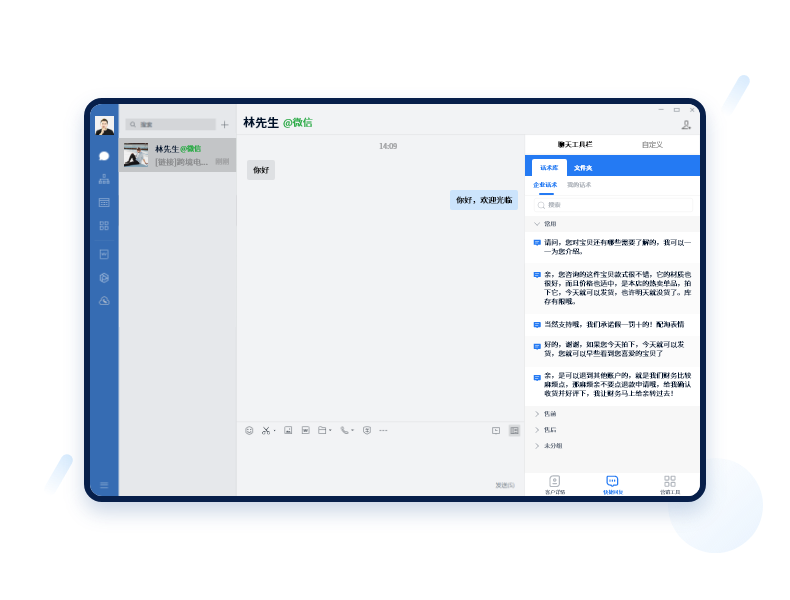 搜索
林先生@微信
[链接]跨境电...
林先生 @微信
14:09
你好
你好，欢迎光临
发送(S)
聊天工具栏 自定义
话术库 文件夹
企业话术 我的话术
搜索
常用
请问，您对宝贝还有哪些需要了解的，我可以一
一为您介绍。
亲，您咨询的这件宝贝款式很不错，它的材质也
很好，而且价格也适中，是本店的热卖单品，拍
下它，今天就可以发货，也许明天就没货了。库
存有限哦。
当然支持哦，我们承诺假一罚十的！配淘表情
好的，谢谢，如果您今天拍下，今天就可以发
货，您就可以早些看到您喜爱的宝贝了
亲，是可以退到其他账户的，就是我们财务比较
麻烦点，那麻烦亲不要点退款申请哦，给我确认
收货并好评下，我让财务马上给亲转过去！
售前
售后
未分组
客户详情 快捷回复 营销工具